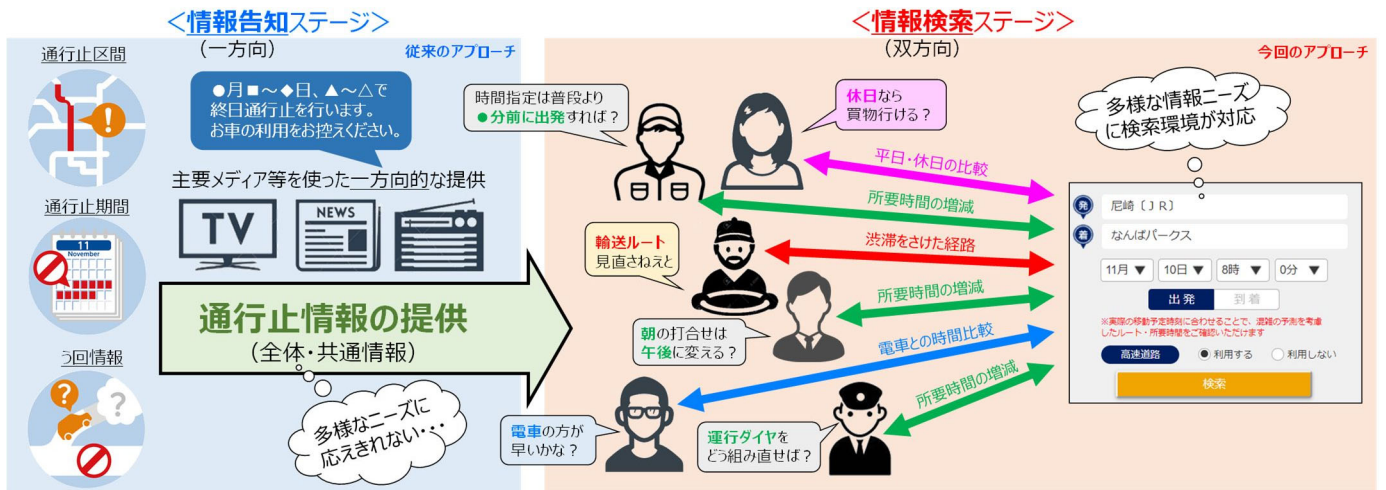 ＜情報告知ステージ＞
（一方向）
従来のアプローチ
通行止区間
●月■～◆日、▲～△で
終日通行止を行います。
お車の利用をお控えください。
主要メディア等を使った一方向的な提供
TV
NEWS
通行止期間
11
November
通行止情報の提供
（全体・共通情報）
う回情報
?
?
多様なニーズに
応えきれない・・・
＜情報検索ステージ＞
（双方向）
今回のアプローチ
時間指定は普段より
●分前に出発すれば？
休日なら
買物行ける？
平日・休日の比較
所要時間の増減
輸送ルート
見直さねえと
渋滞をさけた経路
所要時間の増減
朝の打合せは
午後に変える？
電車との時間比較
電車の方が
早いかな？
所要時間の増減
運行ダイヤを
どう組み直せば？
多様な情報ニーズ
に検索環境が対応
発 尼崎〔ＪＲ〕
着 なんばパークス
11月 ▼ 10日 ▼ 8時 ▼ 0分 ▼
出発 到着
※実際の移動予定時刻に合わせることで、混雑の予測を考慮
したルート・所要時間をご確認いただけます
高速道路 利用する 利用しない
検索